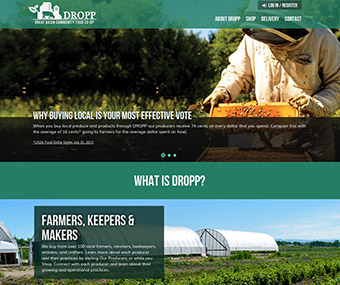 LOG IN / REGISTER
DROPP
GREAT BASIN COMMUNITY FOOD CO-OP
ABOUT DROPP SHOP DELIVERY CONTACT
WHY BUYING LOCAL IS YOUR MOST EFFECTIVE VOTE
When you buy local produce and products through DROPP our producers receive 74 cents on every dollar that you spend. Compare this with
the average of 16 cents* going to farmers for the average dollar spent on food.
*USDA Food Dollar Series July 10, 2013
WHAT IS DROPP?
FARMERS, KEEPERS &
MAKERS
We buy from over 100 local farmers, ranchers, beekeepers,
artisans, and crafters. Learn more about each producer
and their practices by visiting Our Producers or while you
Shop. Connect with each producer and learn about their
growing and operational practices.